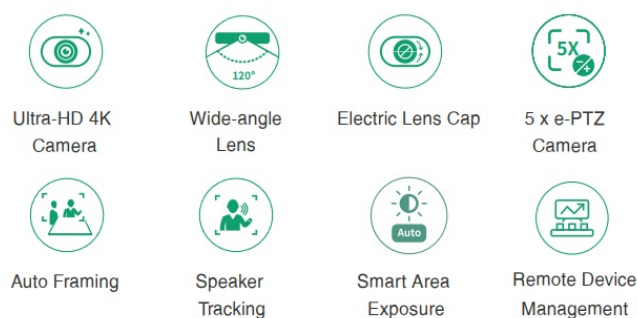 5X
120°
Ultra-HD 4K
Camera
Wide-angle
Lens
Electric Lens Cap
5 x e-PTZ
Camera
Auto
Auto Framing
Speaker
Tracking
Smart Area
Exposure
Remote Device
Management